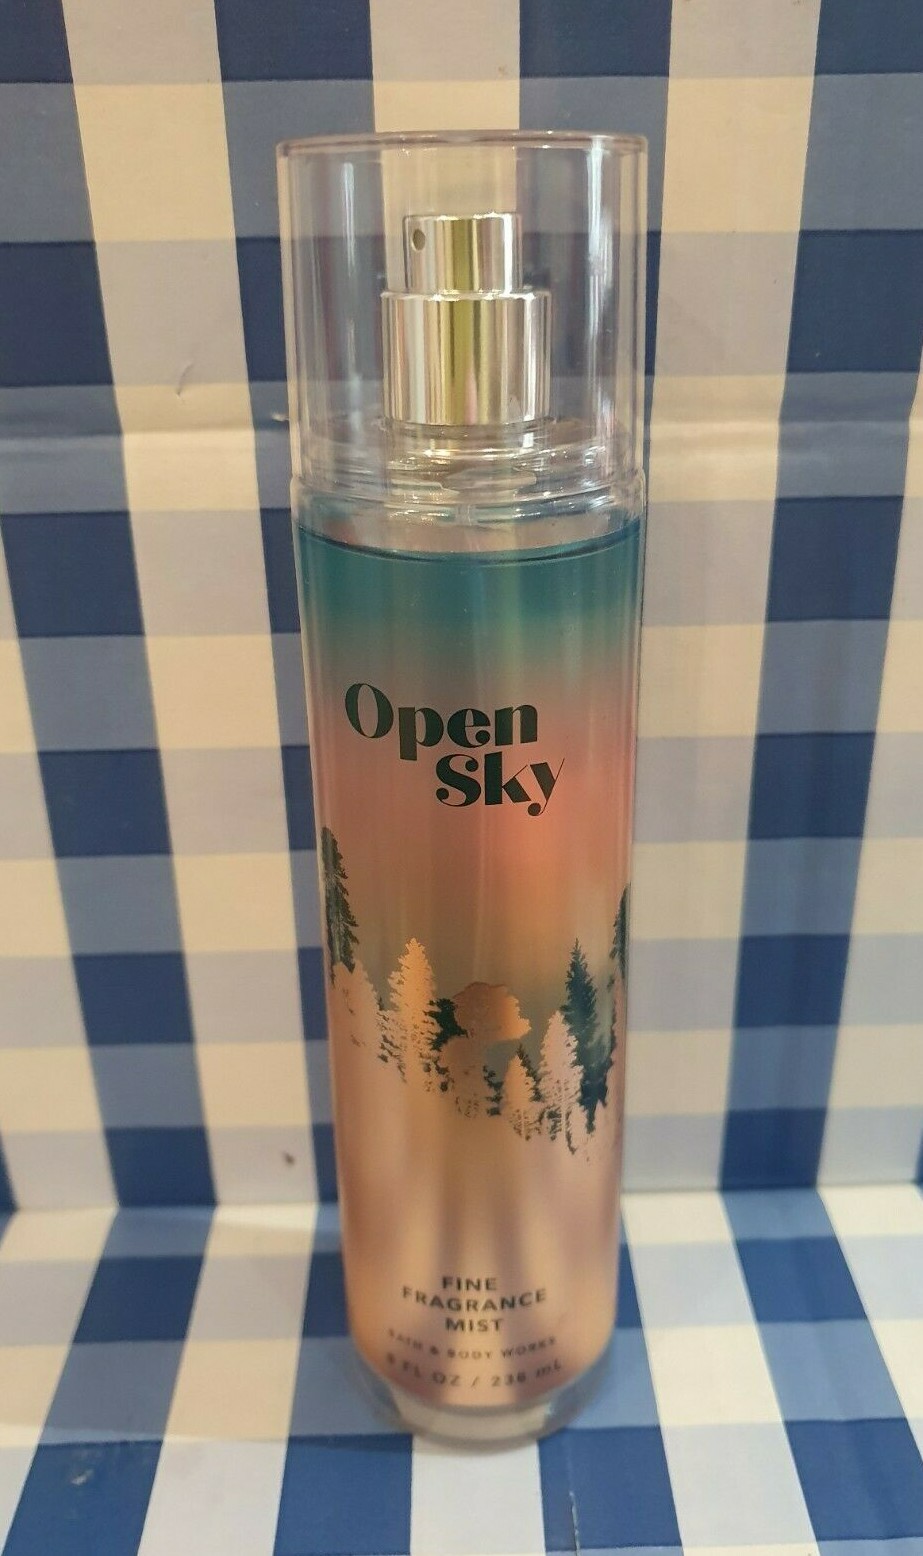 Open
Sky
FINE
FRAGRANCE
MIST
BATH & BODY WORKS
8 FL OZ / 236 mL